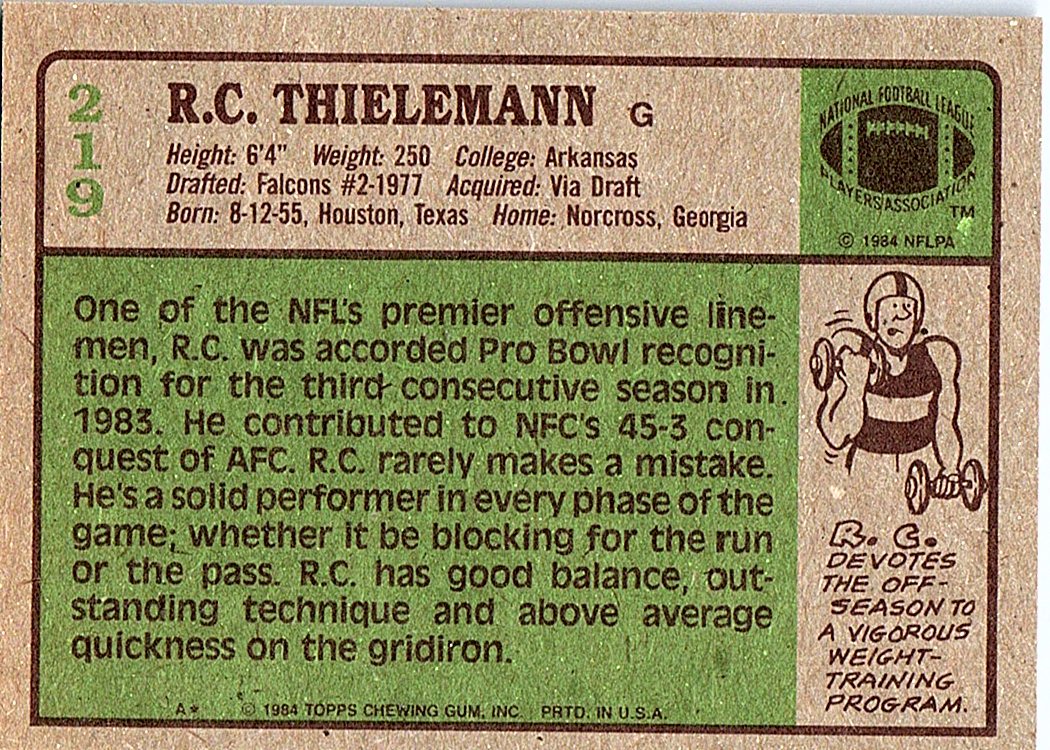 219
R.C. THIELEMANN G
Height: 6'4" Weight: 250 College: Arkansas
Drafted: Falcons #2-1977 Acquired: Via Draft
Born: 8-12-55, Houston, Texas Home: Norcross, Georgia
NATIONAL FOOTBALL LEAGUE
PLAYERS ASSOCIATION
TM
© 1984 NFLPA
One of the NFL's premier offensive line-
men, R.C. was accorded Pro Bowl recogni-
tion for the third consecutive season in
1983. He contributed to NFC's 45-3 con-
quest of AFC. R.C. rarely makes a mistake.
He's a solid performer in every phase of the
game; whether it be blocking for the run
or the pass. R.C. has good balance, out-
standing technique and above average
quickness on the gridiron.
R. C.
DEVOTES
THE OFF-
SEASON TO
A VIGOROUS
WEIGHT-
TRAINING
PROGRAM.
A* © 1984 TOPPS CHEWING GUM, INC. PRTD. IN U.S.A.